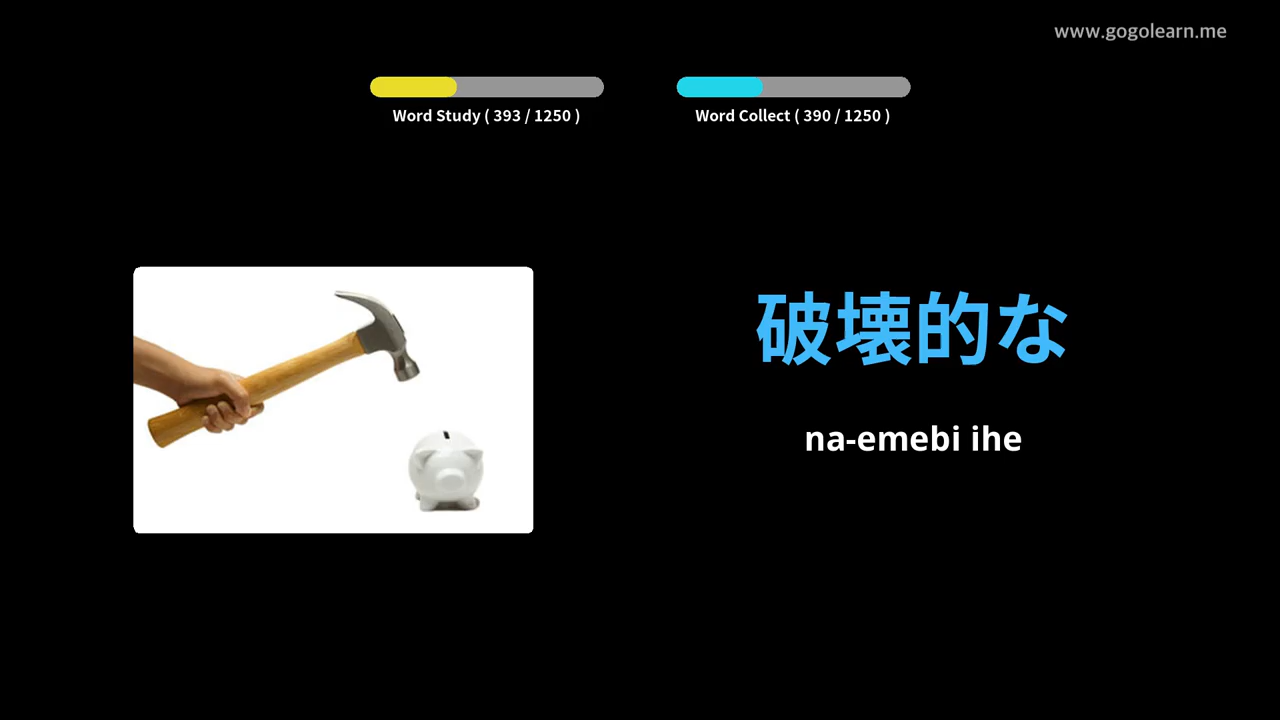 www.gogolearn.me
Word Study ( 393 / 1250 )
Word Collect ( 390 / 1250 )
破壊的な
na-emebi ihe